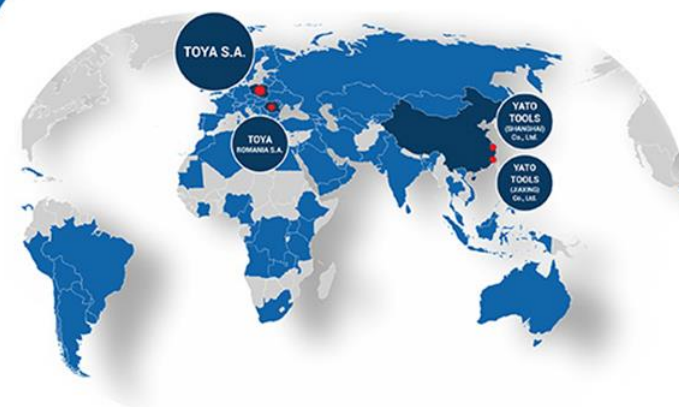 TOYA S.A.
TOYA
ROMANIA S.A.
YATO
TOOLS
(SHANGHAI)
Co., Ltd.
YATO
TOOLS
(JIAXING)
Co., Ltd.